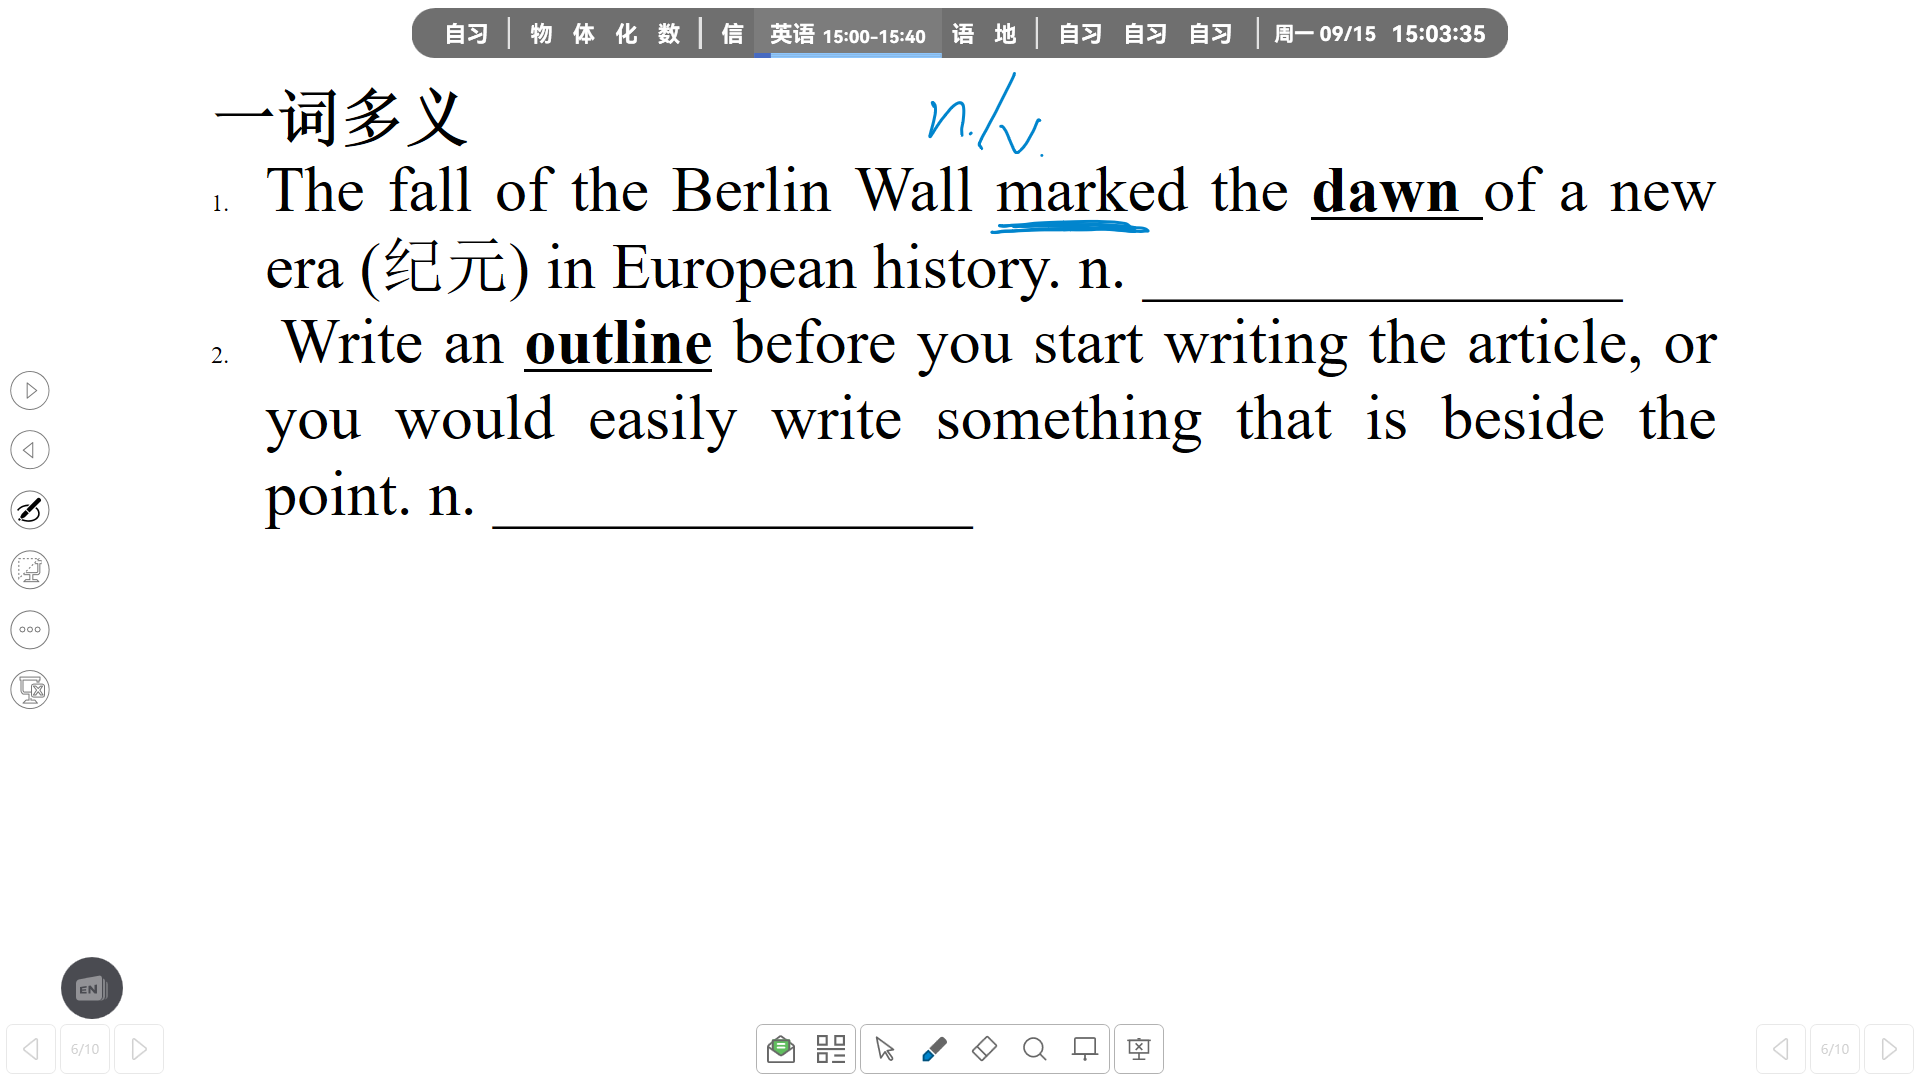 自习 | 物 体 化 数 | 信 英语 15:00-15:40 语 地 | 自习 自习 自习 | 周一 09/15 15:03:35
一词多义
n./v.
1. The fall of the Berlin Wall marked the dawn of a new
era (纪元) in European history. n. ________________
2. Write an outline before you start writing the article, or
you would easily write something that is beside the
point. n. ________________
EN
6/10
6/10